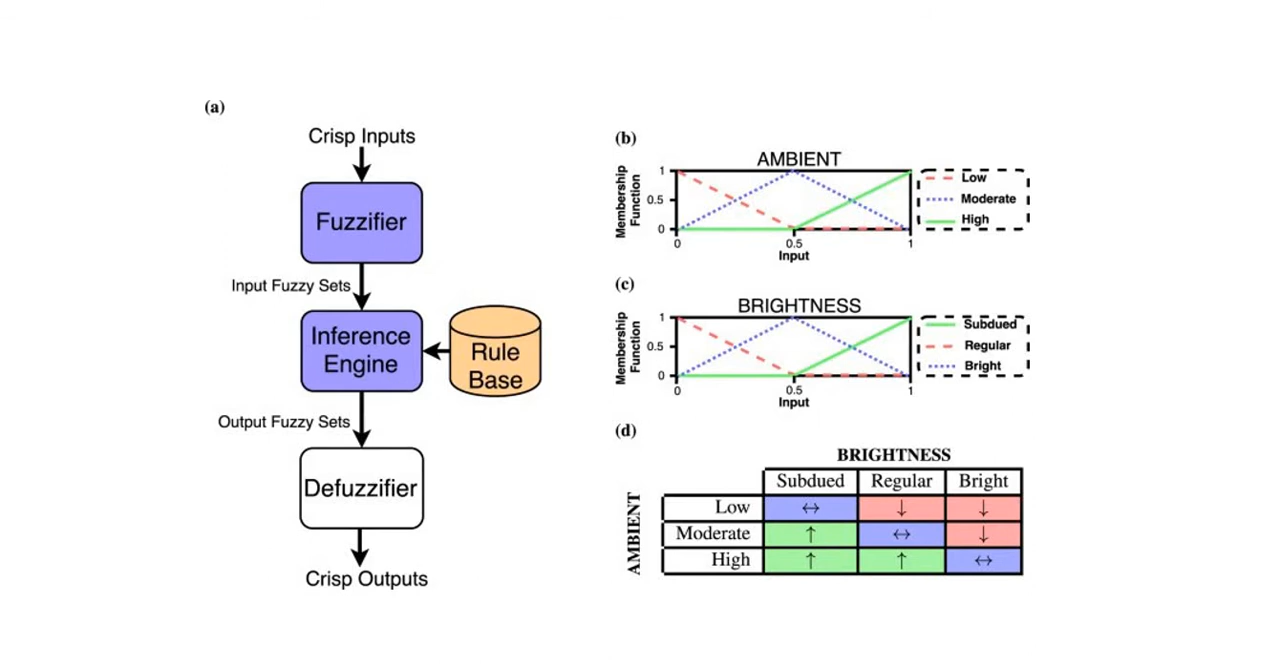 (a)
Crisp Inputs
Fuzzifier
Input Fuzzy Sets
Inference
Engine
Rule
Base
Output Fuzzy Sets
Defuzzifier
Crisp Outputs
(b)
AMBIENT
Membership
Function
1
0.5
0
0
0.5
1
Input
Low
Moderate
High
(c)
BRIGHTNESS
Membership
Function
1
0.5
0
0
0.5
1
Input
Subdued
Regular
Bright
(d)
BRIGHTNESS
Subdued Regular Bright
AMBIENT
Low ↔ ↓ ↓
Moderate ↑ ↔ ↓
High ↑ ↑ ↔